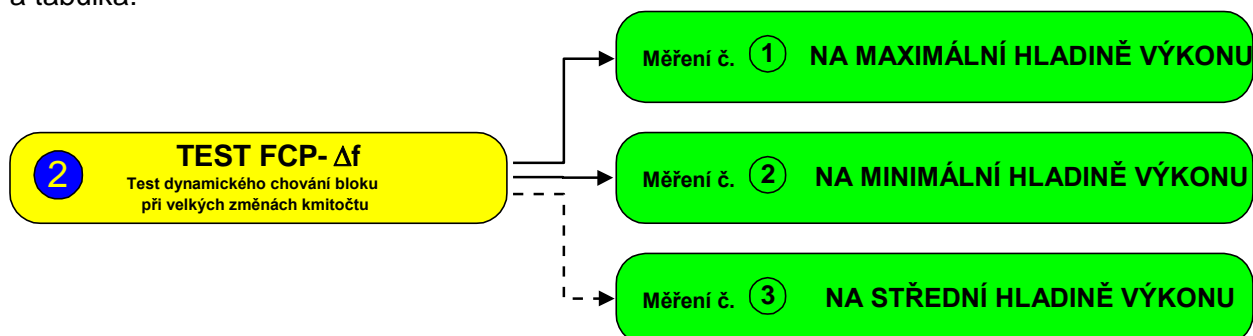 a tabulka:
Měření č. 1 NA MAXIMÁLNÍ HLADINĚ VÝKONU
2 TEST FCP- Δf
Test dynamického chování bloku
při velkých změnách kmitočtu
Měření č. 2 NA MINIMÁLNÍ HLADINĚ VÝKONU
Měření č. 3 NA STŘEDNÍ HLADINĚ VÝKONU